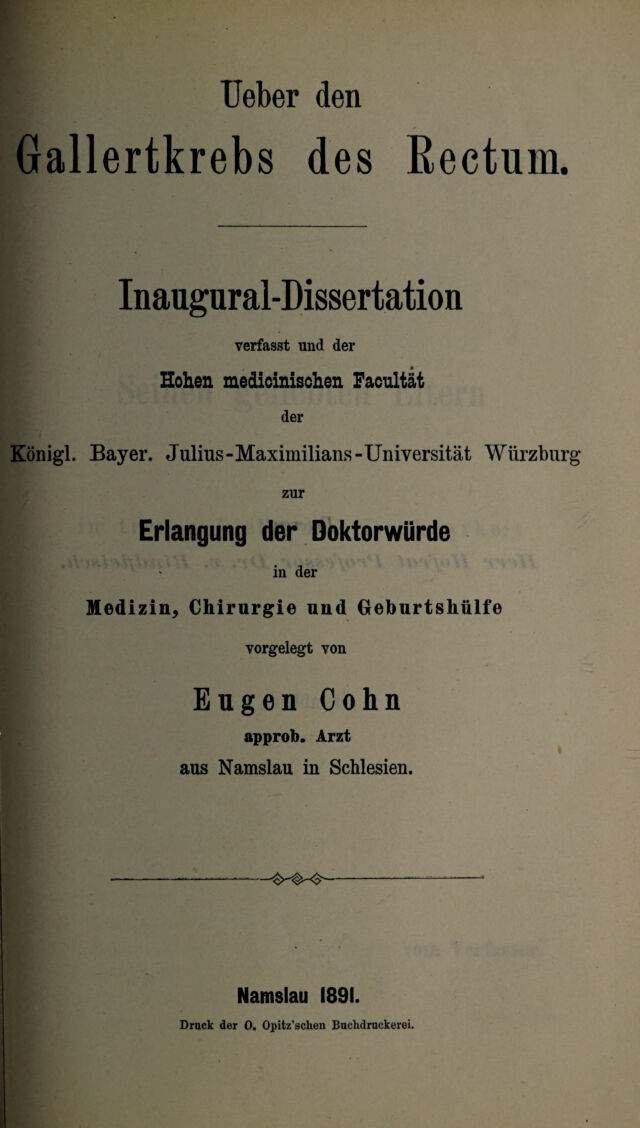 Ueber den
Gallertkrebs des Rectum.
Inaugural-Dissertation
verfasst und der
Hohen medicinischen Facultät
der
Königl. Bayer. Julius-Maximilians-Universität Würzburg
zur
Erlangung der Doktorwürde
in der
Medizin, Chirurgie und Geburtshülfe
vorgelegt von
Eugen Cohn
approb. Arzt
aus Namslau in Schlesien.
Namslau 1891.
Druck der O. Opitz'schen Buchdruckerei.